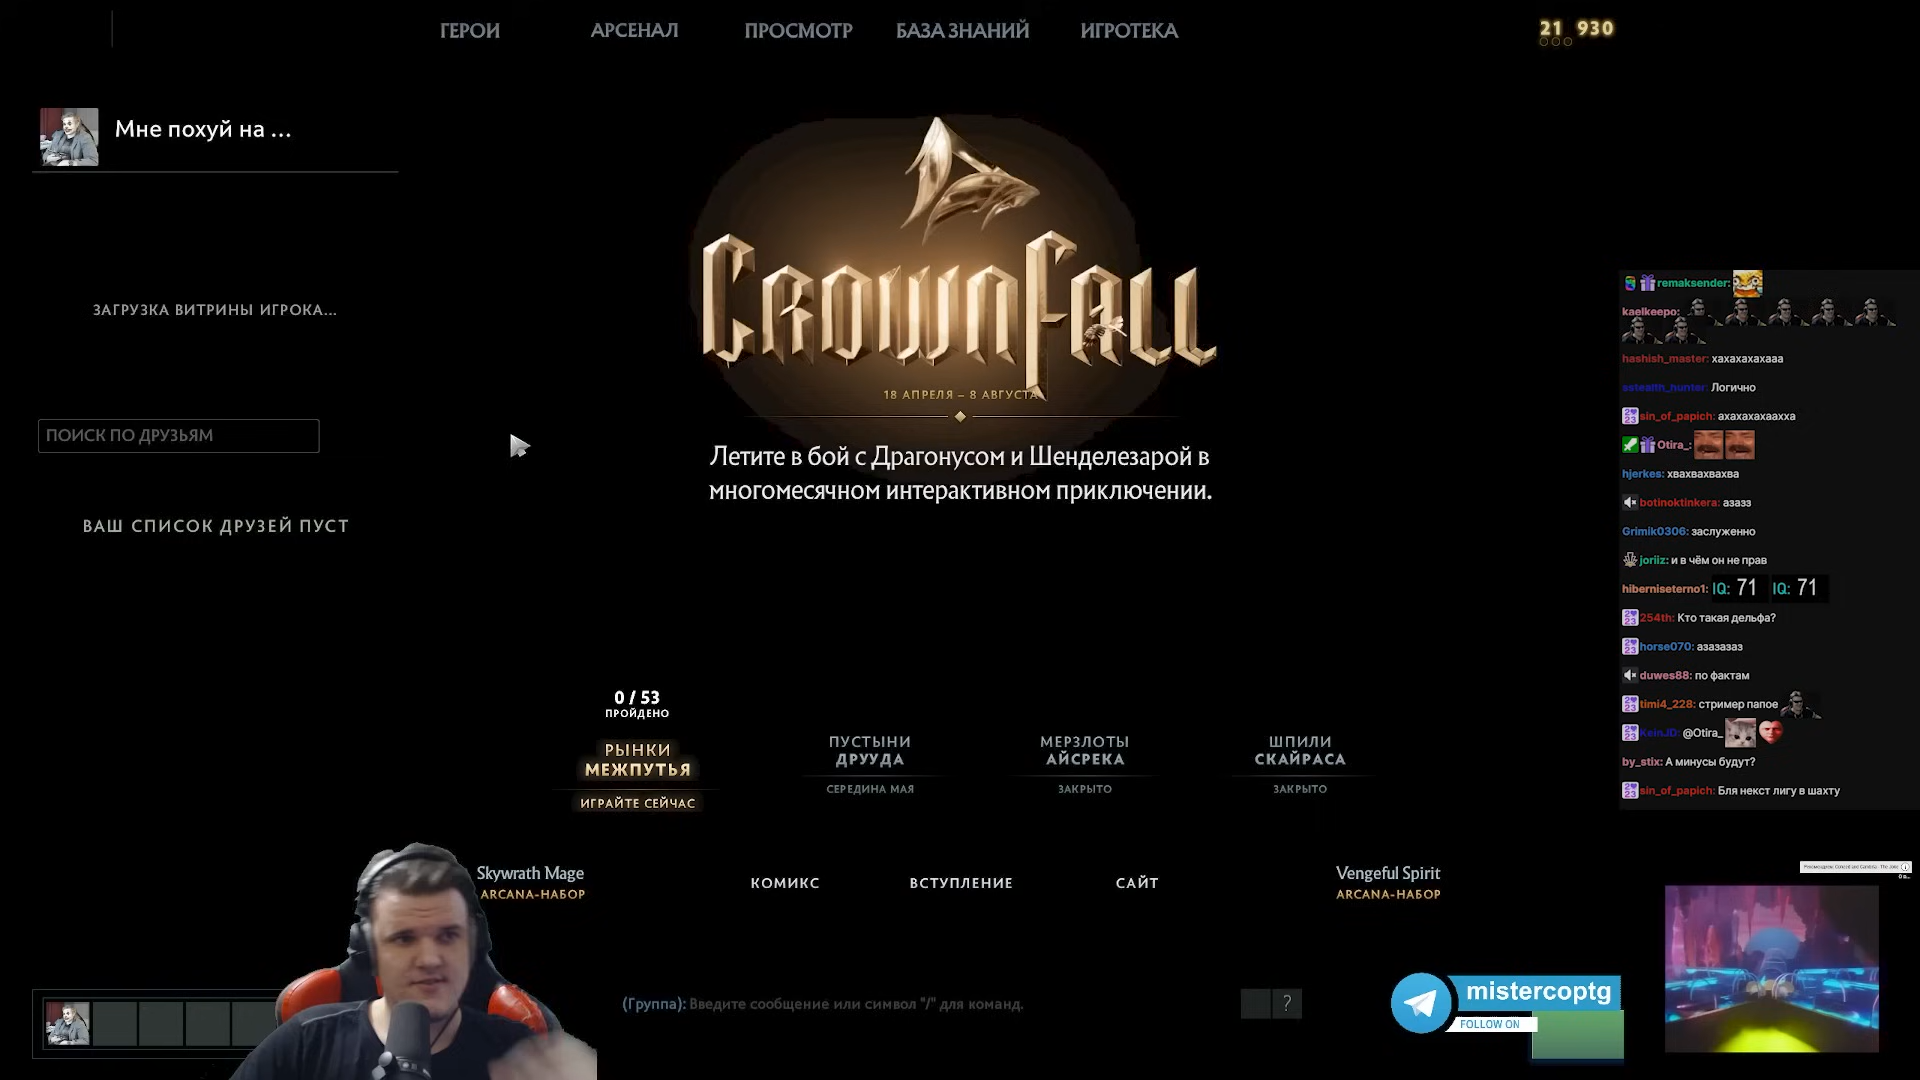 ГЕРОИ
АРСЕНАЛ
ПРОСМОТР
БАЗА ЗНАНИЙ
ИГРОТЕКА
21 930
Мне похуй на ...
ЗАГРУЗКА ВИТРИНЫ ИГРОКА...
ПОИСК ПО ДРУЗЬЯМ
ВАШ СПИСОК ДРУЗЕЙ ПУСТ
CROWNFALL
18 АПРЕЛЯ – 8 АВГУСТА
Летите в бой с Драгонусом и Шенделезарой в
многомесячном интерактивном приключении.
0 / 53
ПРОЙДЕНО
РЫНКИ
МЕЖПУТЬЯ
ИГРАЙТЕ СЕЙЧАС
ПУСТЫНИ
ДРУУДА
СЕРЕДИНА МАЯ
МЕРЗЛОТЫ
АЙСРЕКА
ЗАКРЫТО
ШПИЛИ
СКАЙРАСА
ЗАКРЫТО
Skywrath Mage
ARCANA-НАБОР
КОМИКС
ВСТУПЛЕНИЕ
САЙТ
Vengeful Spirit
ARCANA-НАБОР
(Группа): Введите сообщение или символ "/" для команд.
?
remaksender:
kaelkeepo:
hashish_master: хахахахахааа
sstealth_hunter: Логично
sin_of_papich: ахахахахаахха
Otira_:
hjerkes: хвахвахвахва
botinoktinkera: азазз
Grimik0306: заслуженно
joriiz: и в чём он не прав
hiberniseterno1: IQ: 71 IQ: 71
254th: Кто такая дельфа?
horse070: азазазаз
duwes88: по фактам
timi4_228: стример папое
KeinJD: @Otira_
by_stix: А минусы будут?
sin_of_papich: Бля некст лигу в шахту
mistercoptg
FOLLOW ON